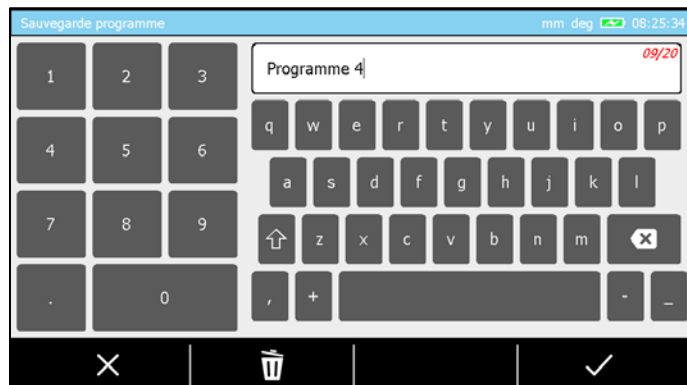 Sauvegarde programme mm deg 08:25:34
09/20
Programme 4
1 2 3
4 5 6
7 8 9
. 0
q w e r t y u i o p
a s d f g h j k l
z x c v b n m
, + - _